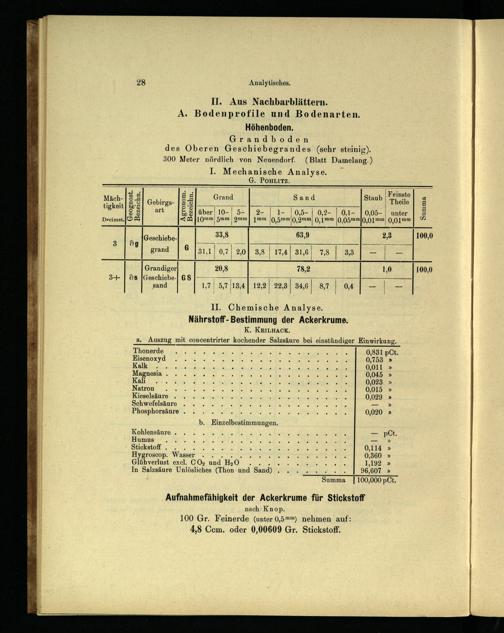 28 Analytisches.
II. Aus Nachbarblättern.
A. Bodenprofile und Bodenarten.
Höhenboden.
Grandboden
des Oberen Geschiebegrandes (sehr steinig).
300 Meter nördlich von Neuendorf. (Blatt Damelang.)
I. Mechanische Analyse.
G. POHLITZ.
Mäch-tigkeit Decimet. Geognost. Bezeichn. Gebirgs-art Agronom. Bezeichn. Grand Sand Staub Feinste Theile Summa
über 10mm 10–5mm 5–2mm 2–1mm 1–0,5mm 0,5–0,2mm 0,2–0,1mm 0,1–0,05mm 0,05–0,01mm unter 0,01mm
3 ∂g Geschiebe-grand G 33,8 63,9 2,3 100,0
31,1 0,7 2,0 3,8 17,4 31,6 7,8 3,3 — —
3+ ∂s Grandiger Geschiebe-sand GS 20,8 78,2 1,0 100,0
1,7 5,7 13,4 12,2 22,3 34,6 8,7 0,4 — —
II. Chemische Analyse.
Nährstoff-Bestimmung der Ackerkrume.
K. KEILHACK.
a. Auszug mit concentrirter kochender Salzsäure bei einstündiger Einwirkung.
Thonerde . . . . . 0,831 pCt.
Eisenoxyd . . . . . 0,753 »
Kalk . . . . . 0,011 »
Magnesia . . . . . 0,045 »
Kali . . . . . 0,023 »
Natron . . . . . 0,015 »
Kieselsäure . . . . . 0,029 »
Schwefelsäure . . . . . — »
Phosphorsäure . . . . . 0,020 »
b. Einzelbestimmungen.
Kohlensäure . . . . . — pCt.
Humus . . . . . — »
Stickstoff . . . . . 0,114 »
Hygroscop. Wasser . . . . . 0,360 »
Glühverlust excl. CO2 und H2O . . . . . 1,192 »
In Salzsäure Unlösliches (Thon und Sand) . . . . . 96,607 »
Summa 100,000 pCt.
Aufnahmefähigkeit der Ackerkrume für Stickstoff
nach Knop.
100 Gr. Feinerde (unter 0,5mm) nehmen auf:
4,8 Ccm. oder 0,00609 Gr. Stickstoff.